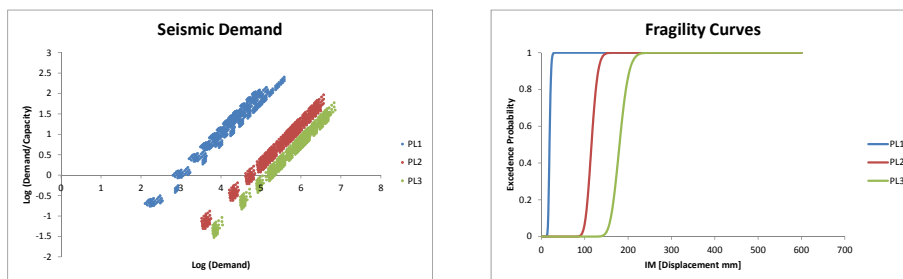 Seismic Demand
Log (Demand/Capacity)
3
2.5
2
1.5
1
0.5
0
-0.5
-1
-1.5
-2
0 1 2 3 4 5 6 7 8
Log (Demand)
PL1
PL2
PL3
Fragility Curves
Excedence Probability
1
0.8
0.6
0.4
0.2
0
0 100 200 300 400 500 600 700
IM [Displacement mm]
PL1
PL2
PL3